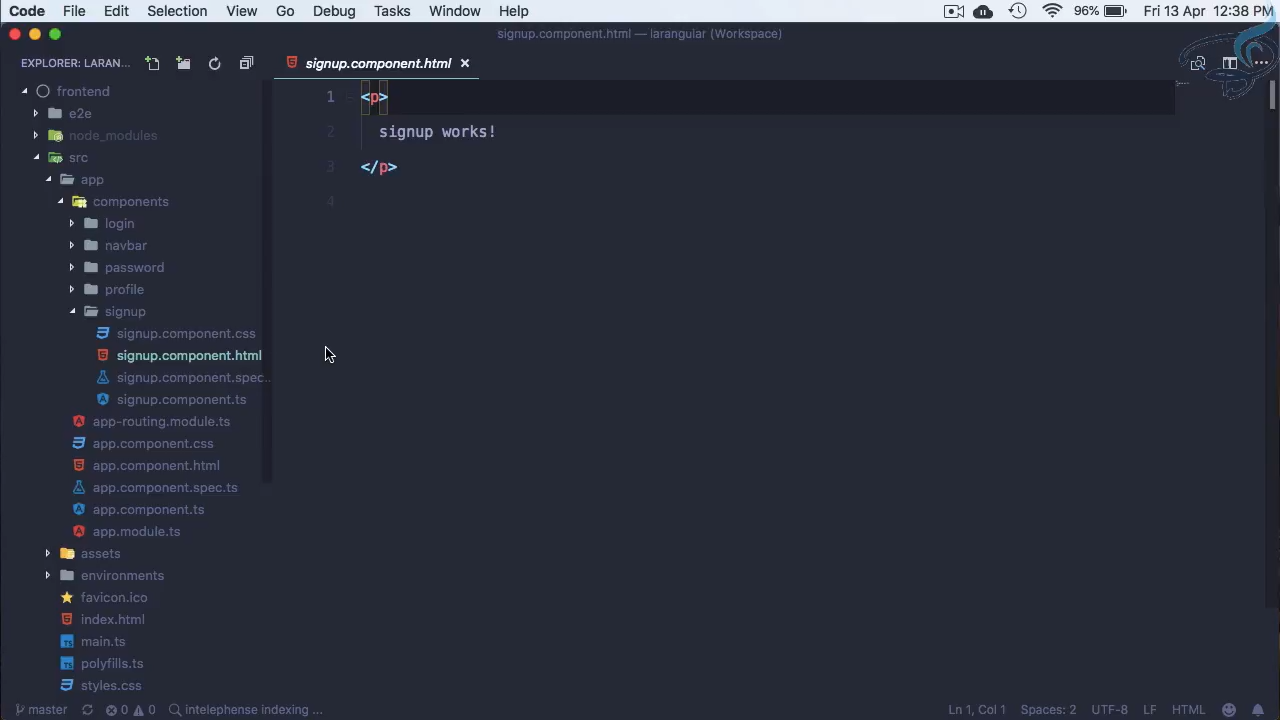 Code File Edit Selection View Go Debug Tasks Window Help 96% Fri 13 Apr 12:38 PM
signup.component.html — larangular (Workspace)
EXPLORER: LARAN...
signup.component.html
frontend
e2e
node_modules
src
app
components
login
navbar
password
profile
signup
signup.component.css
signup.component.html
signup.component.spec...
signup.component.ts
app-routing.module.ts
app.component.css
app.component.html
app.component.spec.ts
app.component.ts
app.module.ts
assets
environments
favicon.ico
index.html
main.ts
polyfills.ts
styles.css
1 <p>
2 signup works!
3 </p>
4
master 0 0 intelephense indexing ... Ln 1, Col 1 Spaces: 2 UTF-8 LF HTML